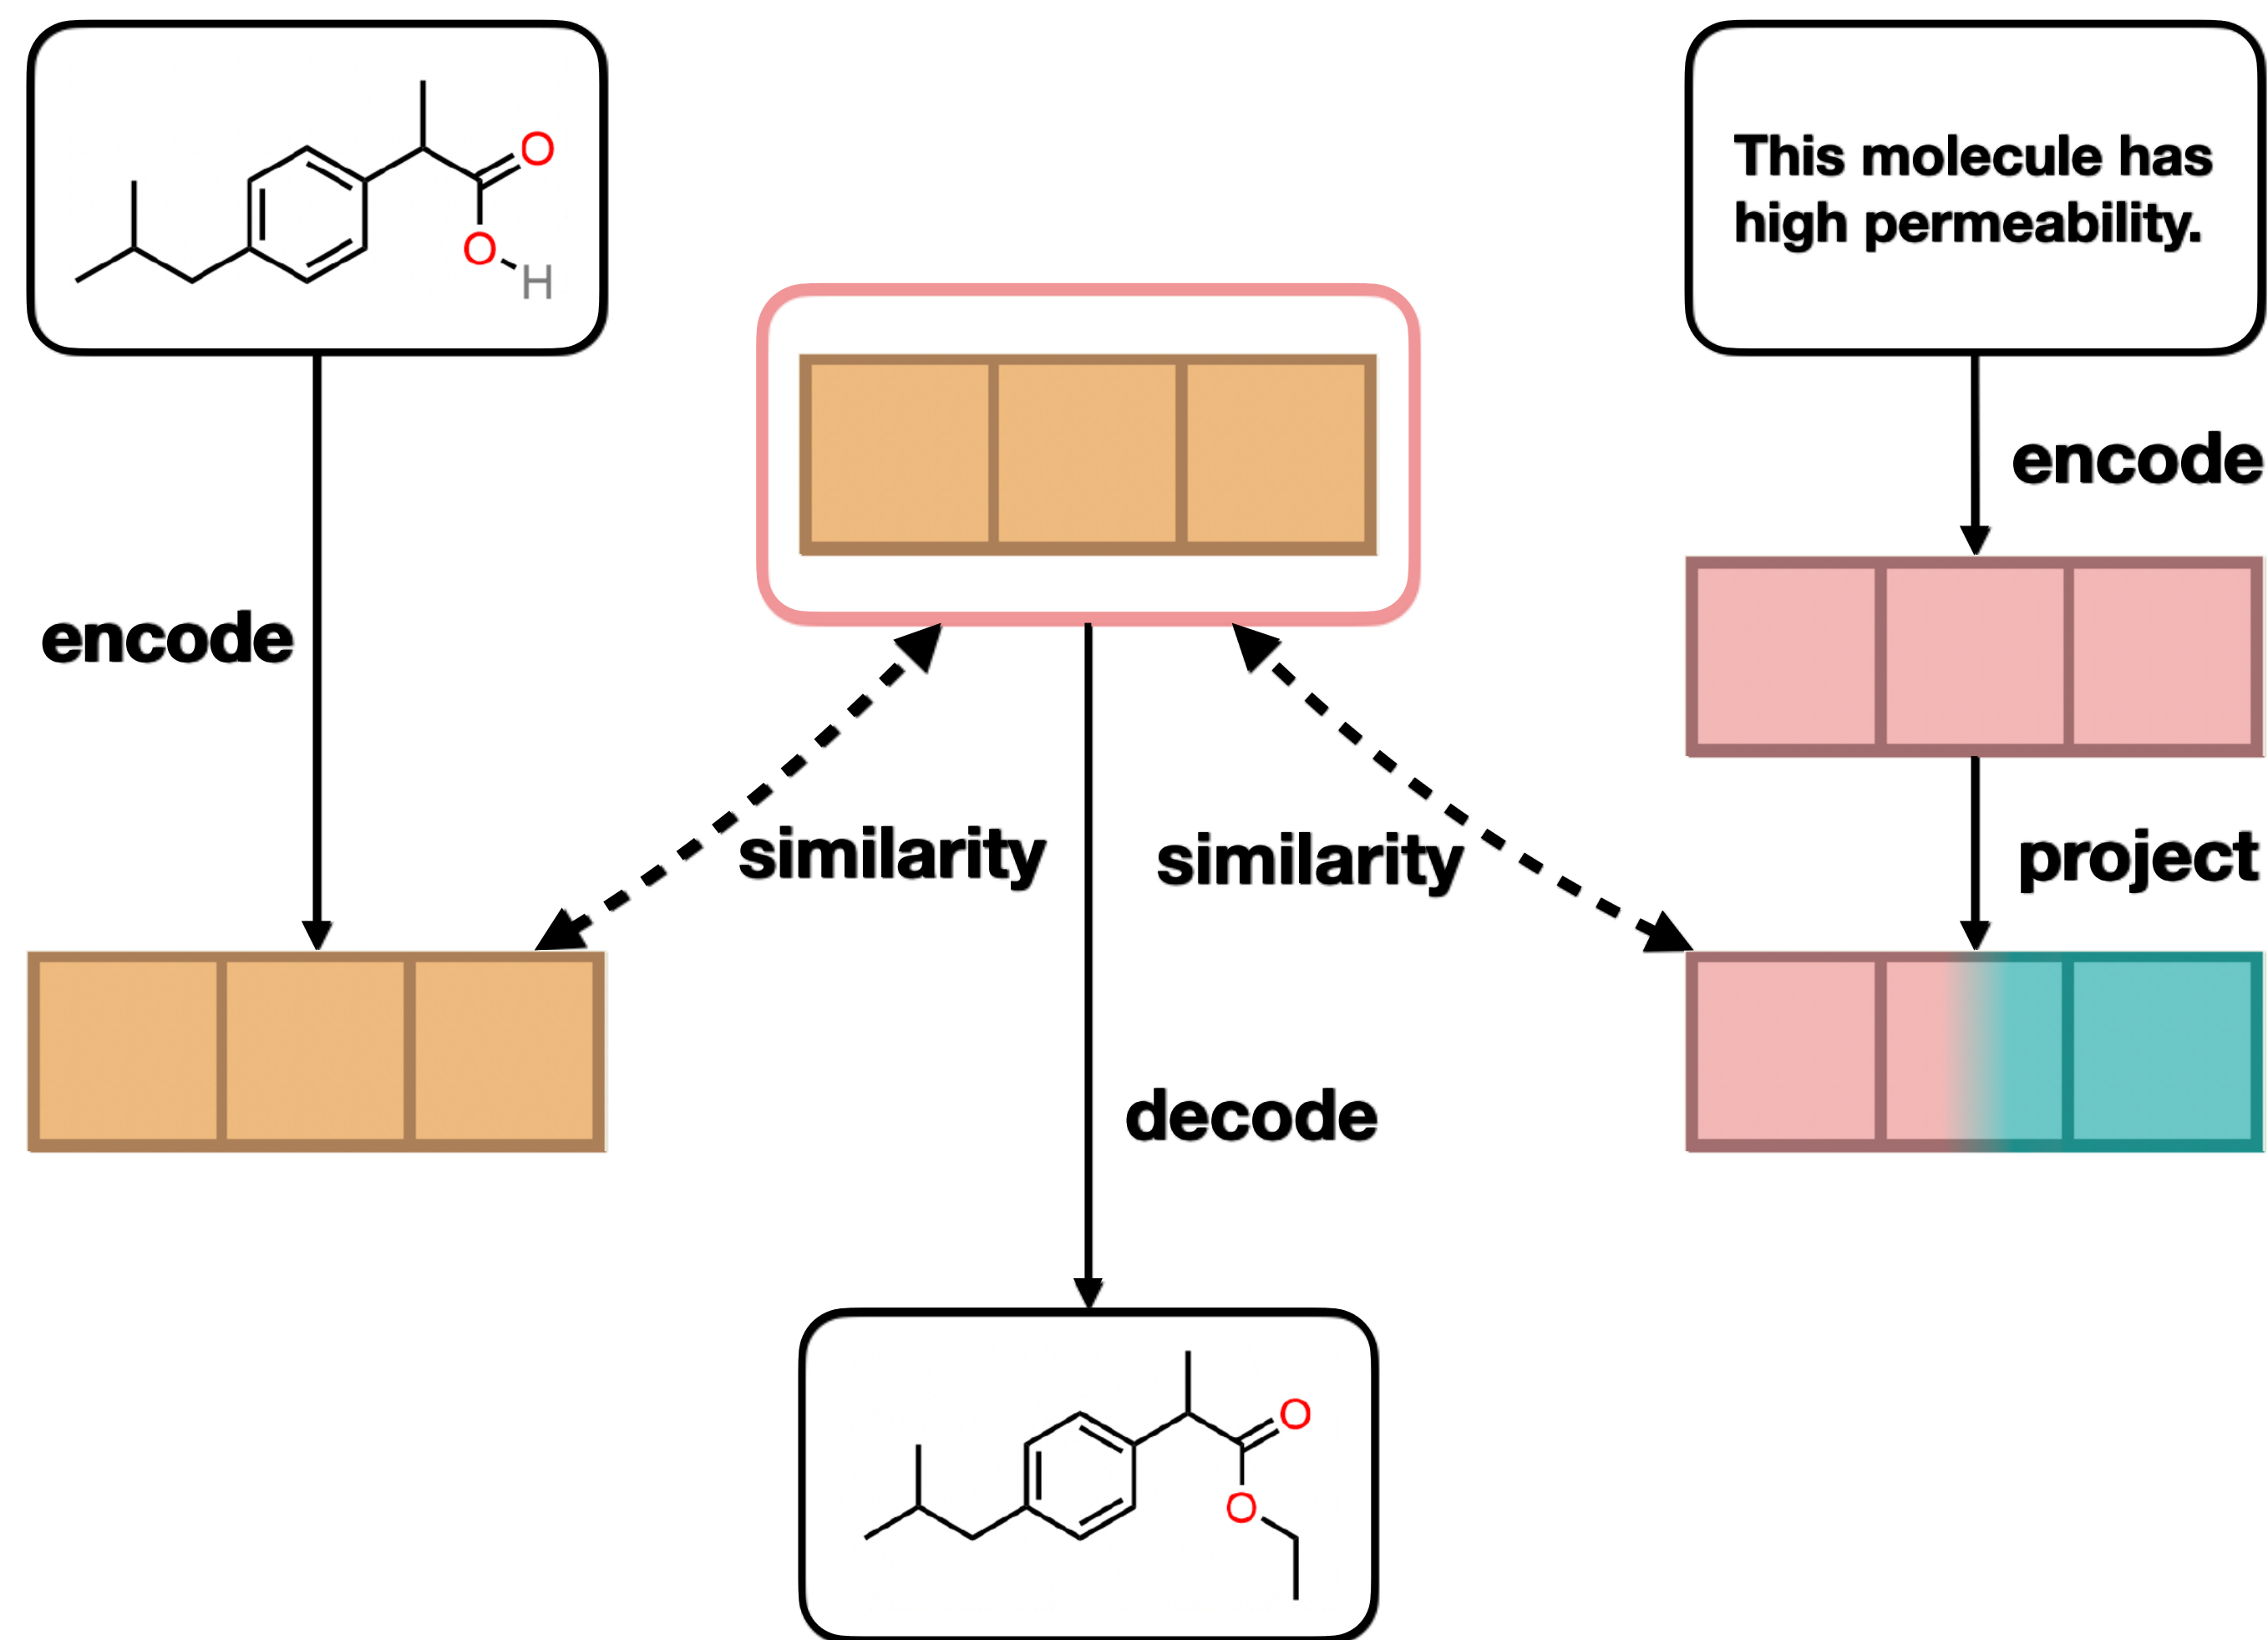 O
O
H
This molecule has
high permeability.
encode
encode
similarity
similarity
project
decode
O
O